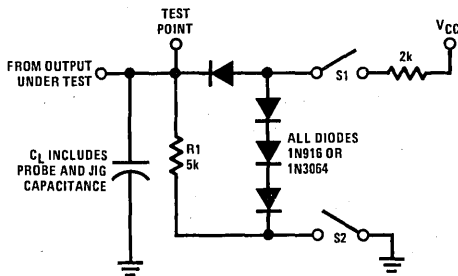 TEST
POINT
VCC
FROM OUTPUT
UNDER TEST
S1
2k
R1
5k
ALL DIODES
1N916 OR
1N3064
CL INCLUDES
PROBE AND JIG
CAPACITANCE
S2